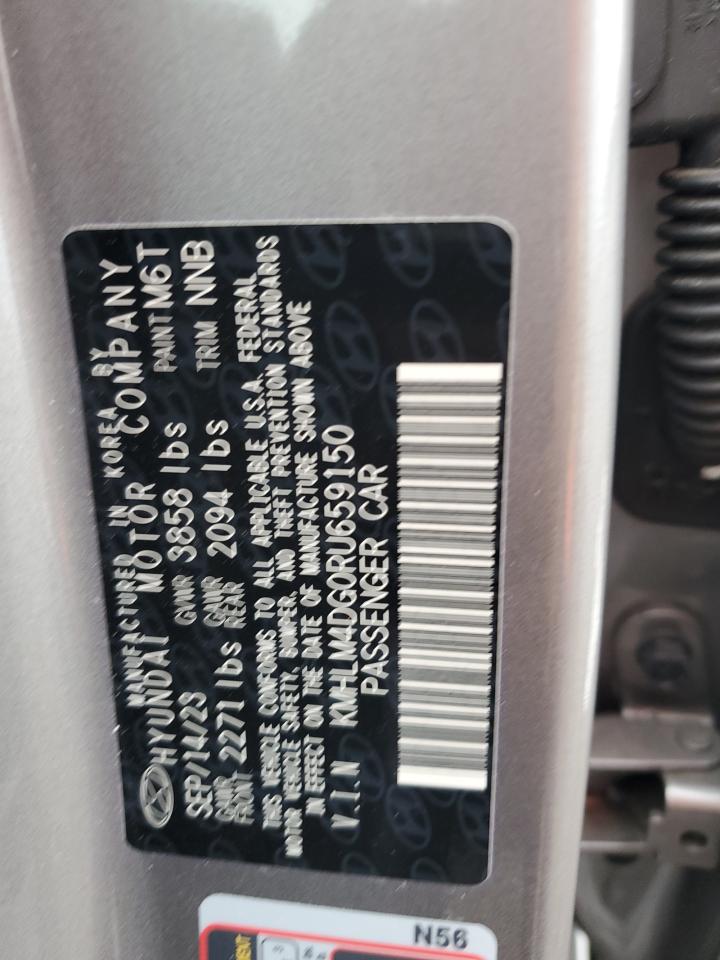 MANUFACTURED IN KOREA BY
HYUNDAI MOTOR COMPANY
SEP/14/23 GVWR 3858 lbs PAINT M6T
GAWR FRONT 2271 lbs GAWR REAR 2094 lbs TRIM NNB
THIS VEHICLE CONFORMS TO ALL APPLICABLE U.S.A. FEDERAL
MOTOR VEHICLE SAFETY, BUMPER, AND THEFT PREVENTION STANDARDS
IN EFFECT ON THE DATE OF MANUFACTURE SHOWN ABOVE
V.I.N KMHLM4DG0RU659150
PASSENGER CAR
N56